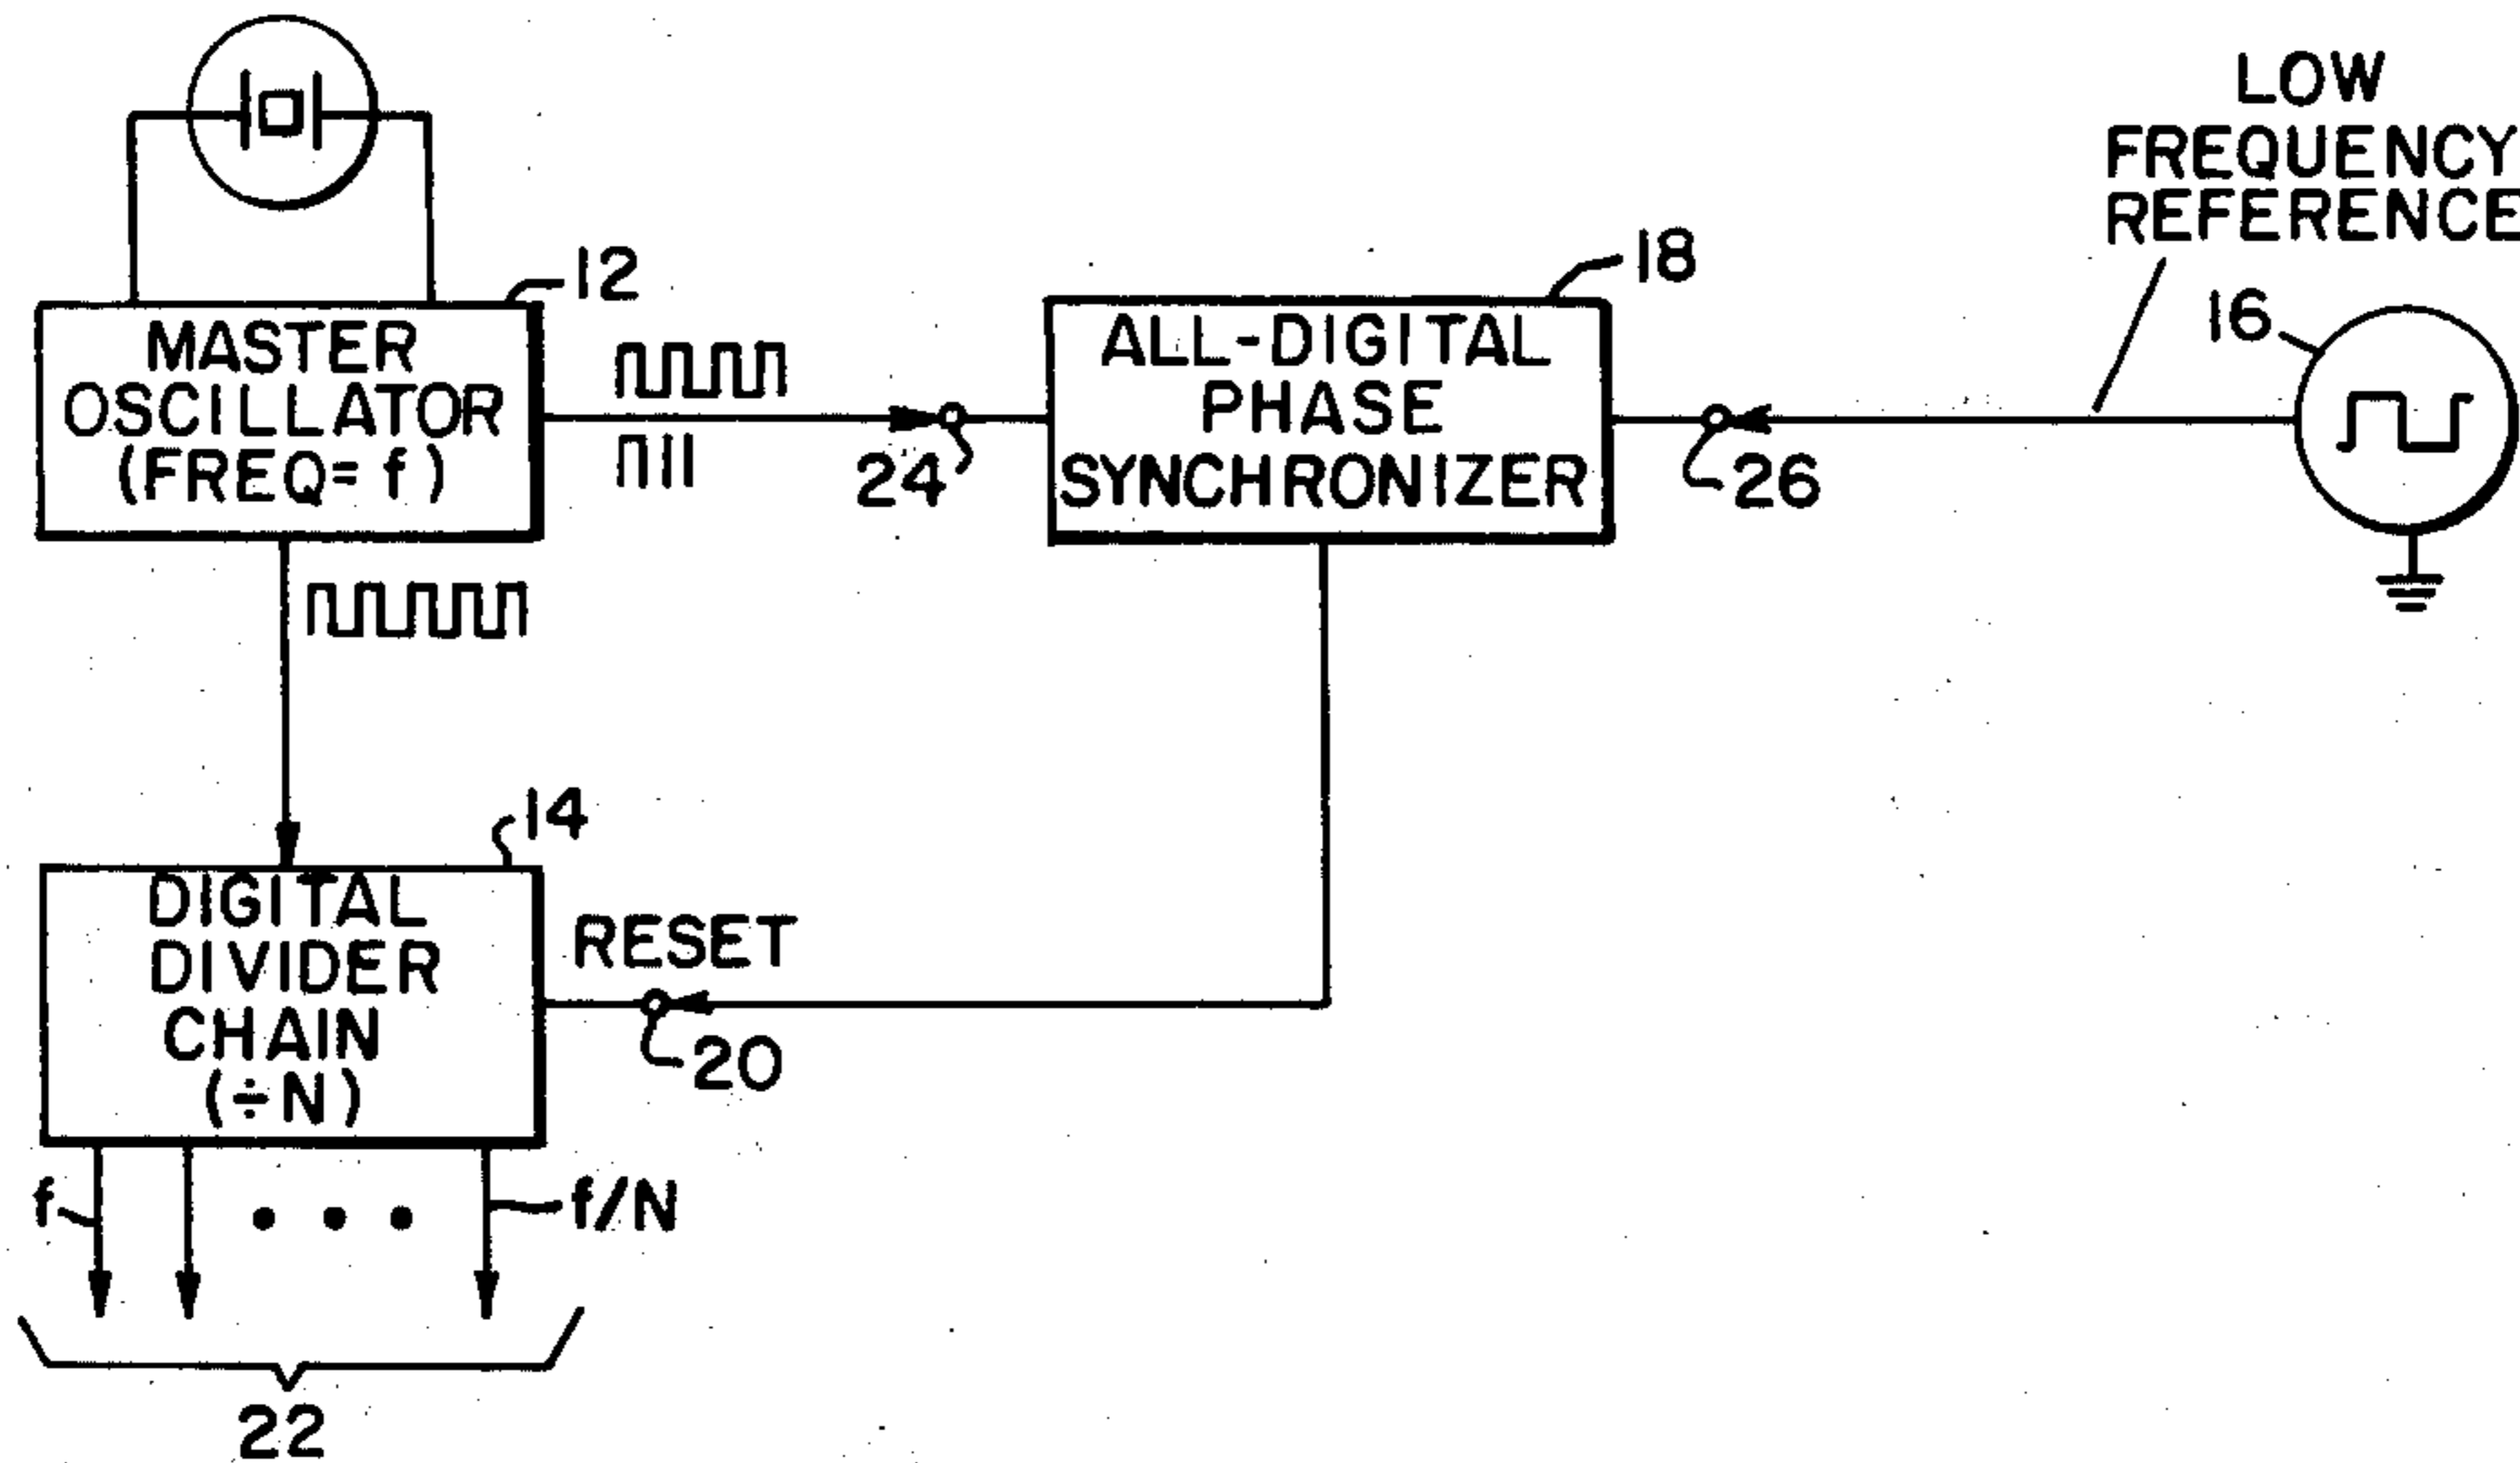 LOW
FREQUENCY
REFERENCE
12
18
16
MASTER
OSCILLATOR
(FREQ= f)
ALL-DIGITAL
PHASE
SYNCHRONIZER
24
26
14
DIGITAL
DIVIDER
CHAIN
(÷N)
RESET
20
f
f/N
22